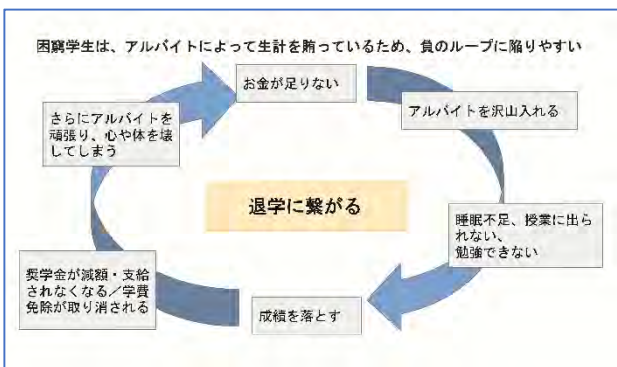 困窮学生は、アルバイトによって生計を賄っているため、負のループに陥りやすい
お金が足りない
アルバイトを沢山入れる
睡眠不足、授業に出ら
れない、
勉強できない
成績を落とす
奨学金が減額・支給
されなくなる／学費
免除が取り消される
さらにアルバイトを
頑張り、心や体を壊
してしまう
退学に繋がる